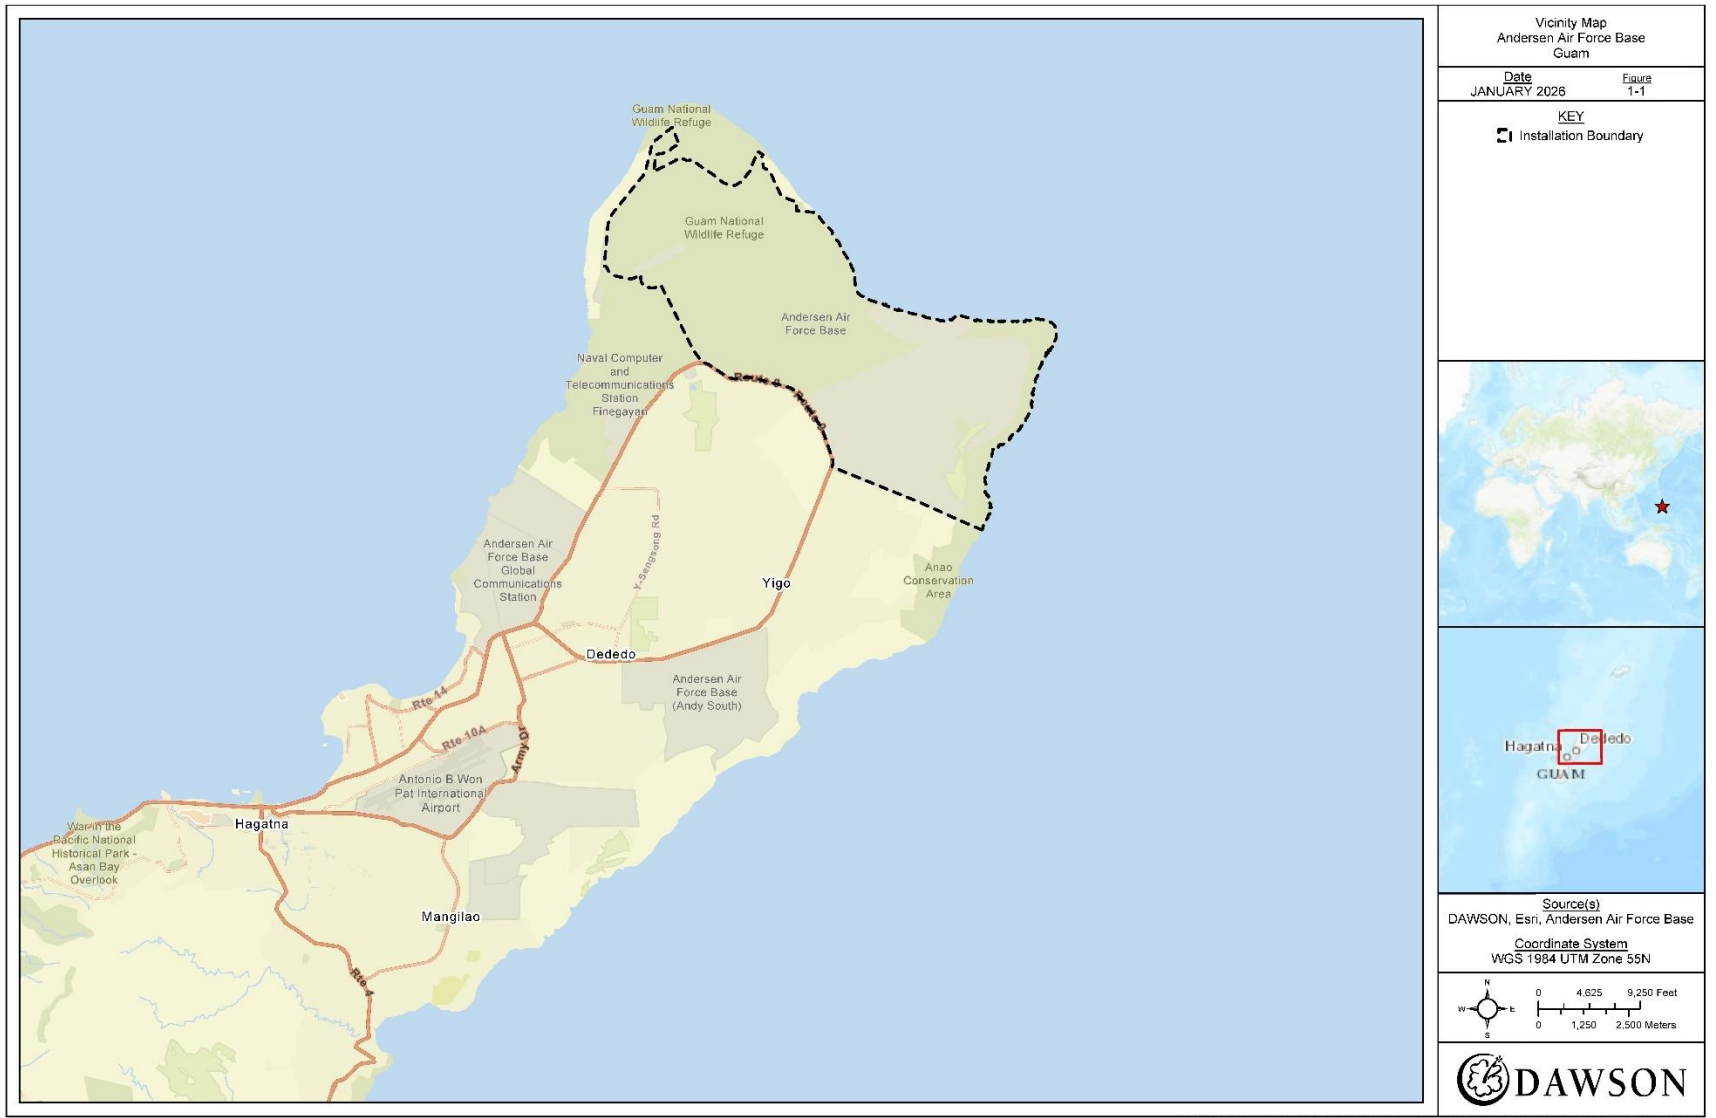 Guam National
Wildlife Refuge
Guam National
Wildlife Refuge
Andersen Air
Force Base
Naval Computer
and
Telecommunications
Station
Finegayan
Route 9
Route 9
Y-Sengsong Rd
Andersen Air
Force Base
Global
Communications
Station
Yigo
Anao
Conservation
Area
Dededo
Andersen Air
Force Base
(Andy South)
Rte 14
Rte 10A
Army Dr
Antonio B Won
Pat International
Airport
Hagatna
War in the
Pacific National
Historical Park -
Asan Bay
Overlook
Mangilao
Rte 4
Vicinity Map
Andersen Air Force Base
Guam
Date
JANUARY 2026
Figure
1-1
KEY
Installation Boundary
Hagatna
Dededo
GUAM
Source(s)
DAWSON, Esri, Andersen Air Force Base
Coordinate System
WGS 1984 UTM Zone 55N
N
W E
S
0 4,625 9,250 Feet
0 1,250 2,500 Meters
DAWSON